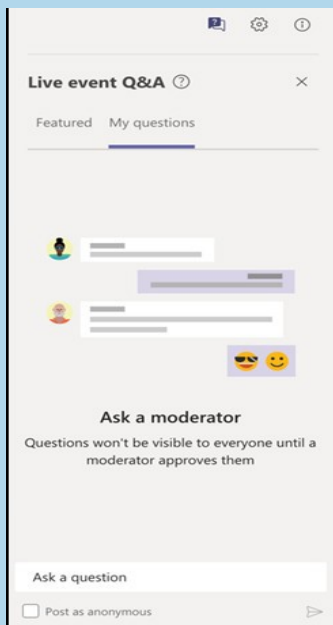 Live event Q&A
Featured My questions
Ask a moderator
Questions won't be visible to everyone until a
moderator approves them
Ask a question
Post as anonymous